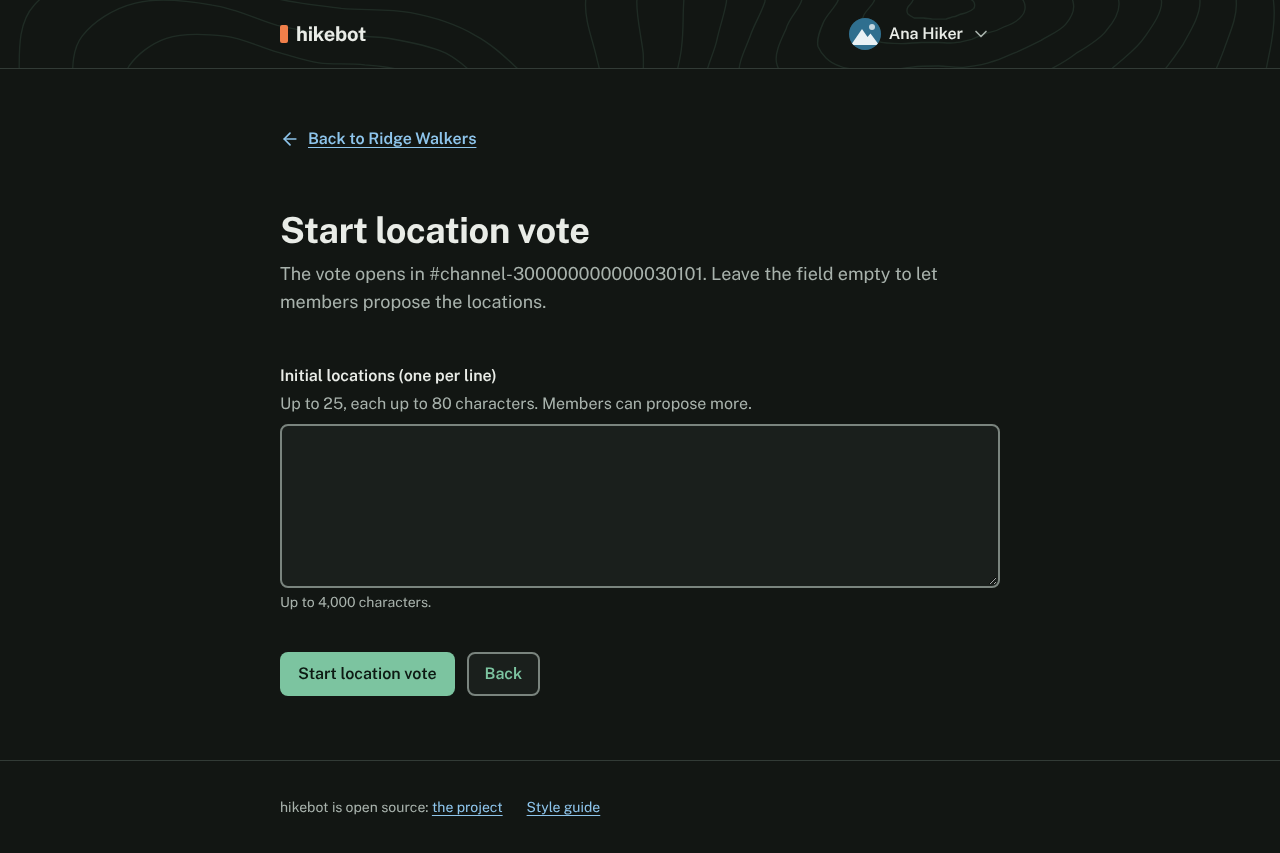 hikebot
Ana Hiker
Back to Ridge Walkers
Start location vote
The vote opens in #channel-300000000000030101. Leave the field empty to let
members propose the locations.
Initial locations (one per line)
Up to 25, each up to 80 characters. Members can propose more.
Up to 4,000 characters.
Start location vote
Back
hikebot is open source: the project
Style guide